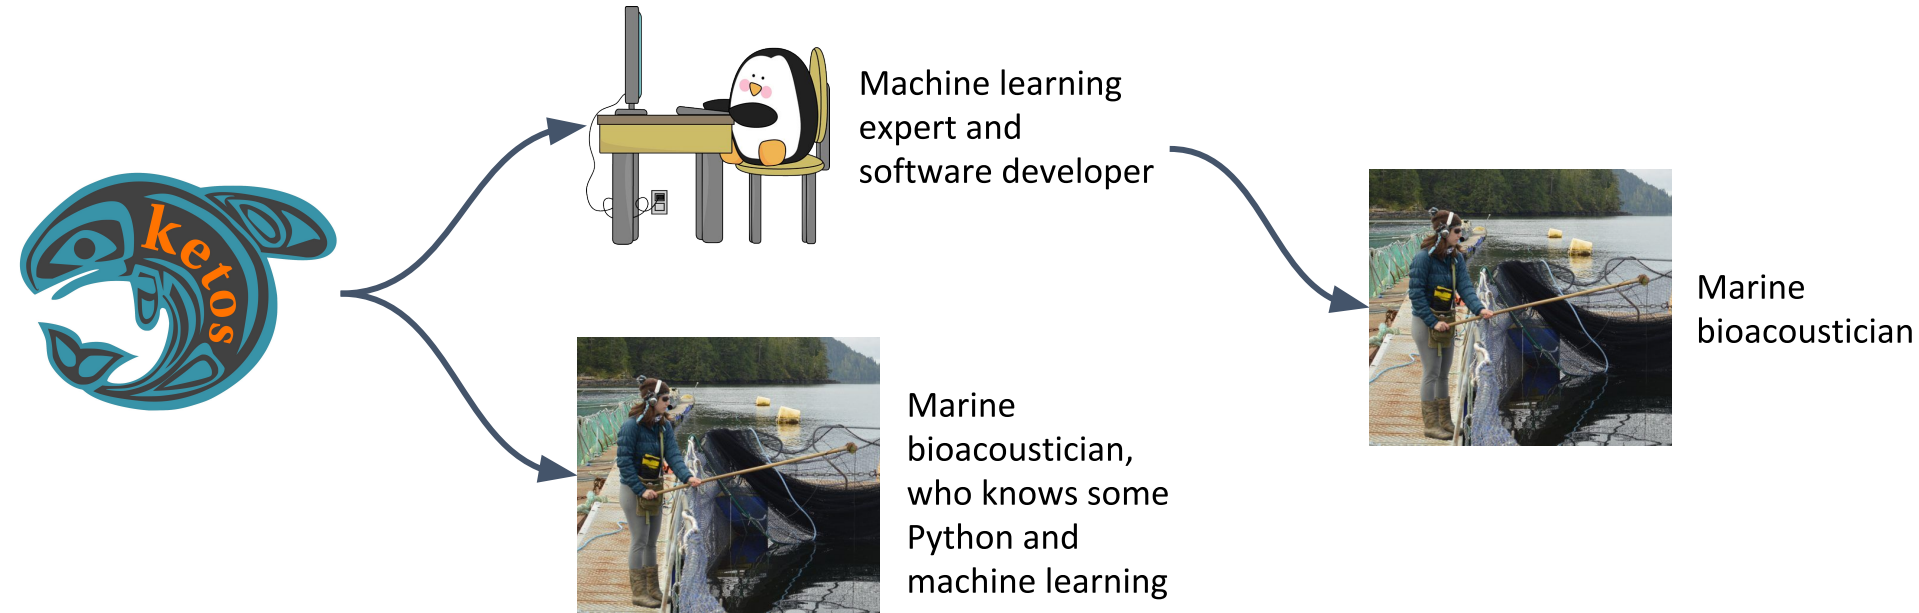 ketos
Machine learning
expert and
software developer
Marine
bioacoustician
Marine
bioacoustician,
who knows some
Python and
machine learning